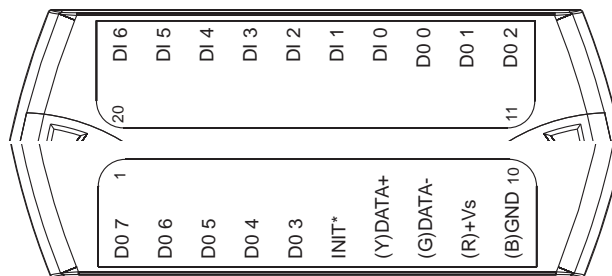 DI 6
DI 5
DI 4
DI 3
DI 2
DI 1
DI 0
D0 0
D0 1
D0 2
20
11
1
10
D0 7
D0 6
D0 5
D0 4
D0 3
INIT*
(Y)DATA+
(G)DATA-
(R)+Vs
(B)GND